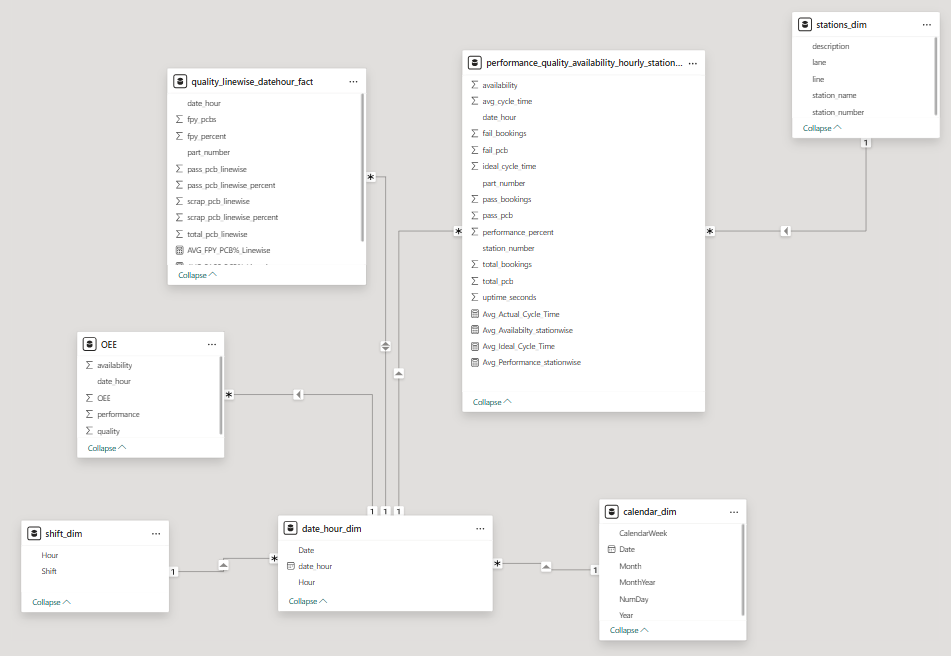 stations_dim
description
lane
line
station_name
station_number
Collapse
performance_quality_availability_hourly_station...
availability
avg_cycle_time
date_hour
fail_bookings
fail_pcb
ideal_cycle_time
part_number
pass_bookings
pass_pcb
performance_percent
station_number
total_bookings
total_pcb
uptime_seconds
Avg_Actual_Cycle_Time
Avg_Availabilty_stationwise
Avg_Ideal_Cycle_Time
Avg_Performance_stationwise
Collapse
quality_linewise_datehour_fact
date_hour
fpy_pcbs
fpy_percent
part_number
pass_pcb_linewise
pass_pcb_linewise_percent
scrap_pcb_linewise
scrap_pcb_linewise_percent
total_pcb_linewise
AVG_FPY_PCB%_Linewise
Collapse
1
*
*
*
OEE
availability
date_hour
OEE
performance
quality
Collapse
*
1 1 1
shift_dim
Hour
Shift
Collapse
1
*
date_hour_dim
Date
date_hour
Hour
Collapse
*
1
calendar_dim
CalendarWeek
Date
Month
MonthYear
NumDay
Year
Collapse